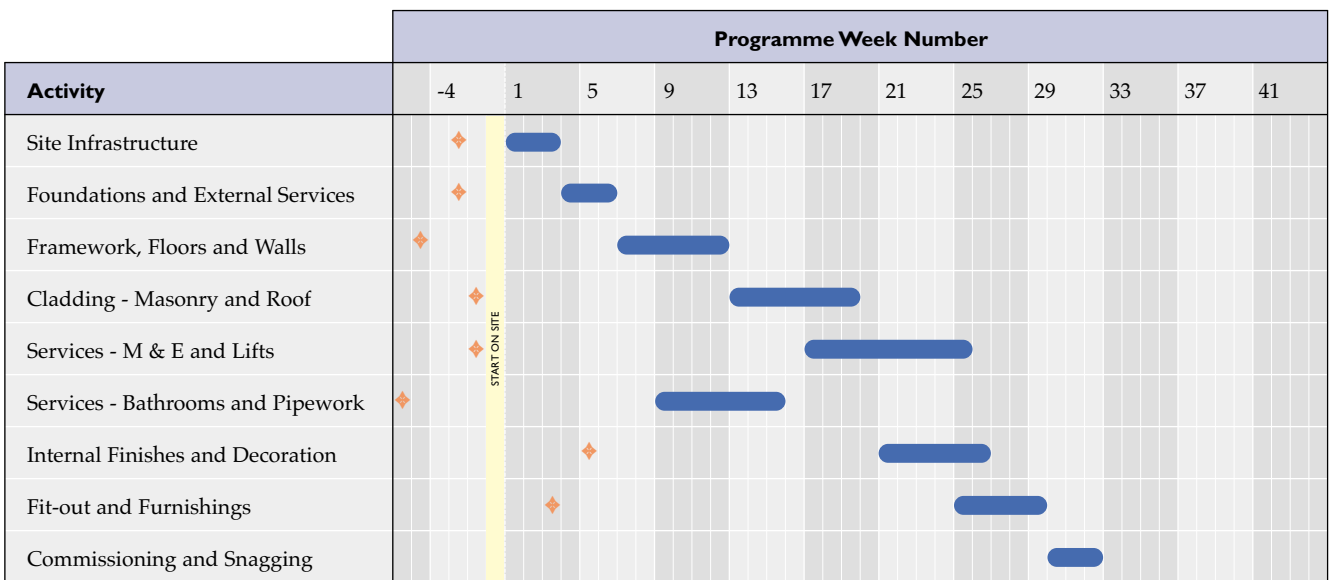 Programme Week Number
Activity -4 1 5 9 13 17 21 25 29 33 37 41
Site Infrastructure
Foundations and External Services
Framework, Floors and Walls
Cladding - Masonry and Roof
START ON SITE
Services - M & E and Lifts
Services - Bathrooms and Pipework
Internal Finishes and Decoration
Fit-out and Furnishings
Commissioning and Snagging